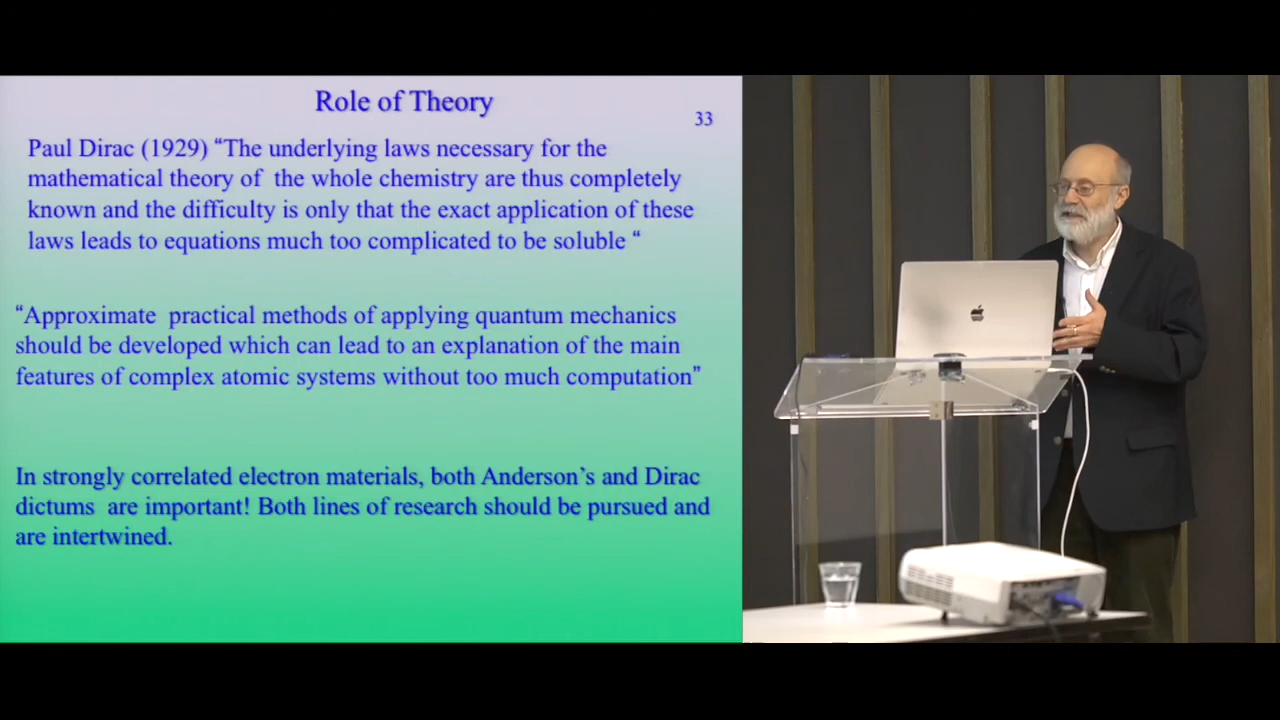 Role of Theory
33
Paul Dirac (1929) “The underlying laws necessary for the
mathematical theory of the whole chemistry are thus completely
known and the difficulty is only that the exact application of these
laws leads to equations much too complicated to be soluble “
“Approximate practical methods of applying quantum mechanics
should be developed which can lead to an explanation of the main
features of complex atomic systems without too much computation”
In strongly correlated electron materials, both Anderson’s and Dirac
dictums are important! Both lines of research should be pursued and
are intertwined.